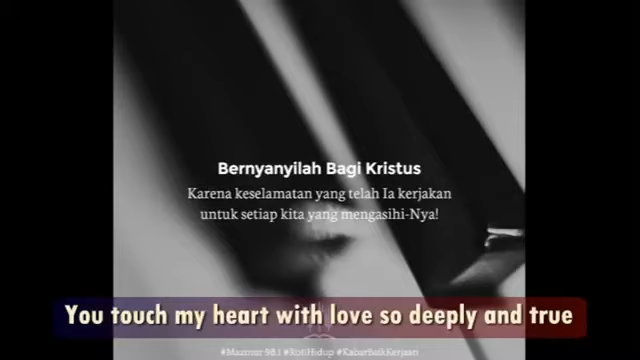 Bernyanyilah Bagi Kristus
Karena keselamatan yang telah Ia kerjakan
untuk setiap kita yang mengasihi-Nya!
You touch my heart with love so deeply and true
#Mazmur 98:1 #RotiHidup #KabarBaikKerjaan